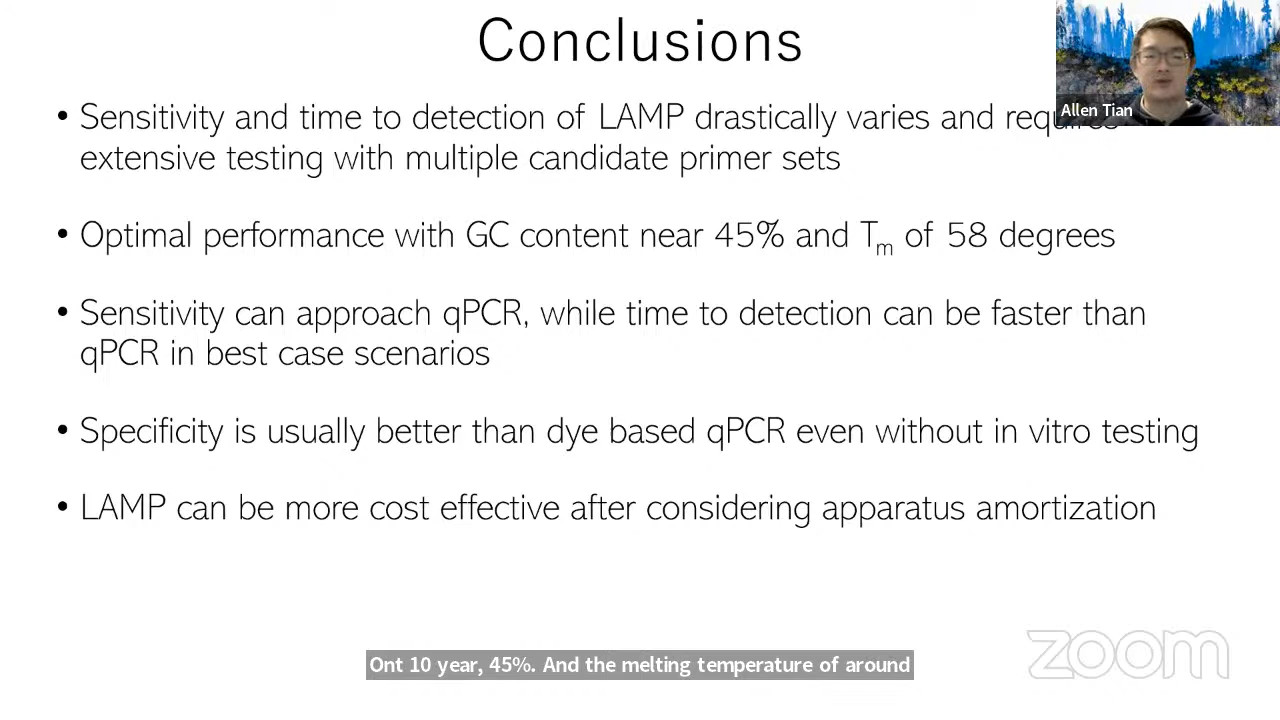 Conclusions
Allen Tian
• Sensitivity and time to detection of LAMP drastically varies and requires
extensive testing with multiple candidate primer sets
• Optimal performance with GC content near 45% and Tm of 58 degrees
• Sensitivity can approach qPCR, while time to detection can be faster than
qPCR in best case scenarios
• Specificity is usually better than dye based qPCR even without in vitro testing
• LAMP can be more cost effective after considering apparatus amortization
zoom
Ont 10 year, 45%. And the melting temperature of around